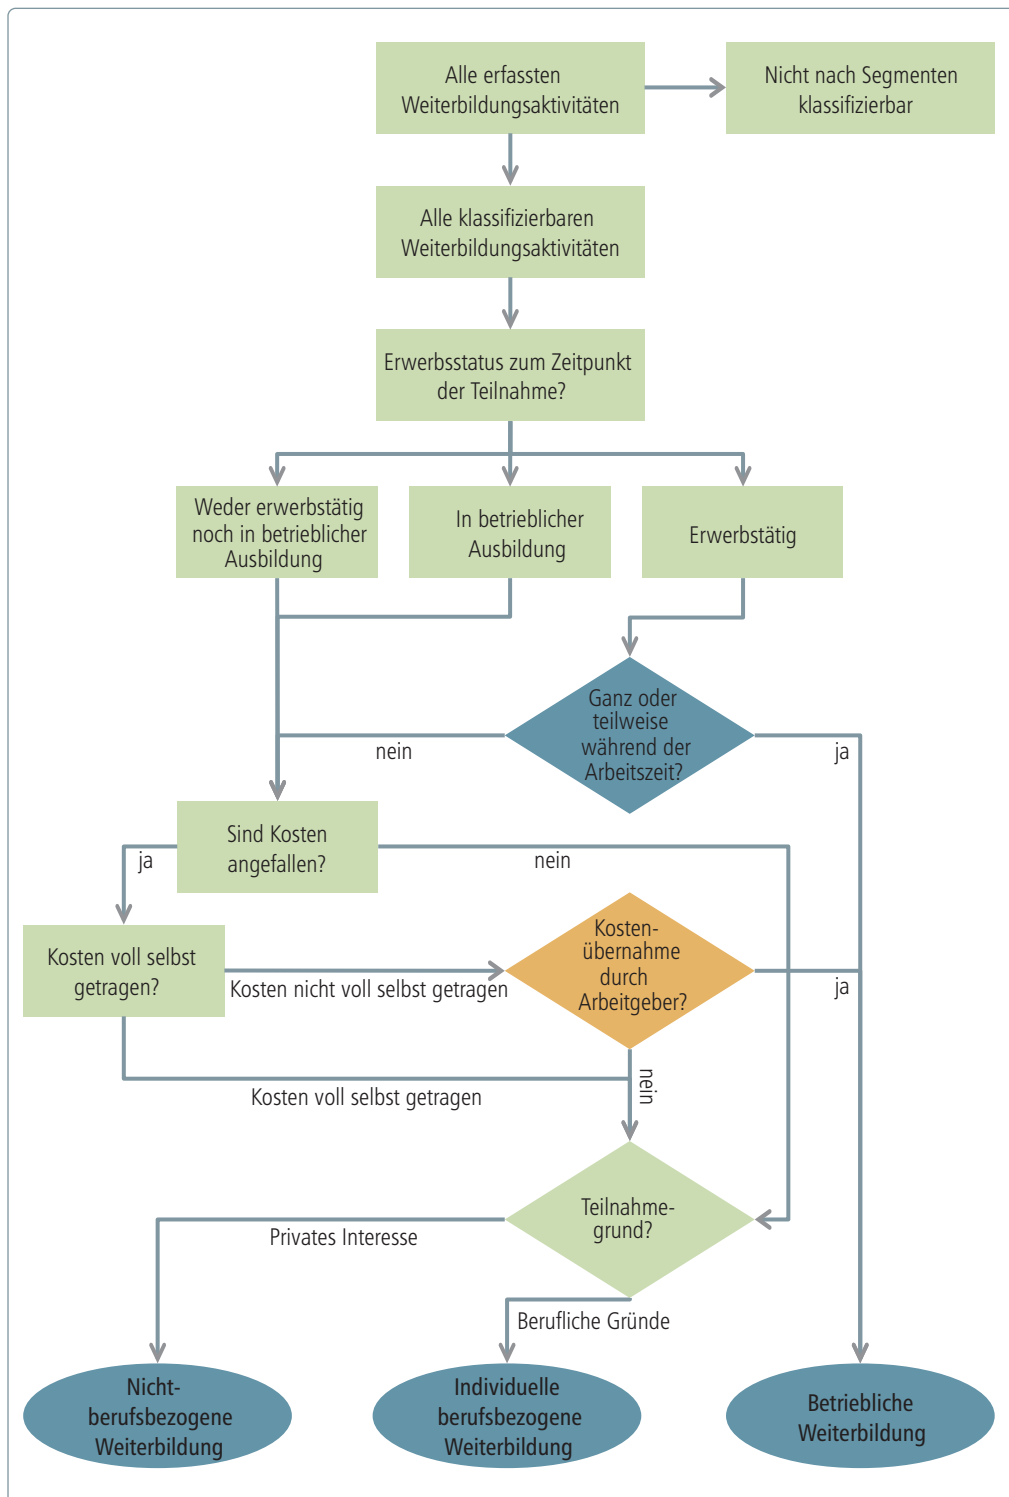 Alle erfassten
Weiterbildungsaktivitäten
Nicht nach Segmenten
klassifizierbar
Alle klassifizierbaren
Weiterbildungsaktivitäten
Erwerbsstatus zum Zeitpunkt
der Teilnahme?
Weder erwerbstätig
noch in betrieblicher
Ausbildung
In betrieblicher
Ausbildung
Erwerbstätig
Ganz oder
teilweise
während der
Arbeitszeit?
nein
ja
Sind Kosten
angefallen?
ja
nein
Kosten voll selbst
getragen?
Kosten nicht voll selbst getragen
Kosten-
übernahme
durch
Arbeitgeber?
ja
nein
Kosten voll selbst getragen
Teilnahme-
grund?
Privates Interesse
Berufliche Gründe
Nicht-
berufsbezogene
Weiterbildung
Individuelle
berufsbezogene
Weiterbildung
Betriebliche
Weiterbildung